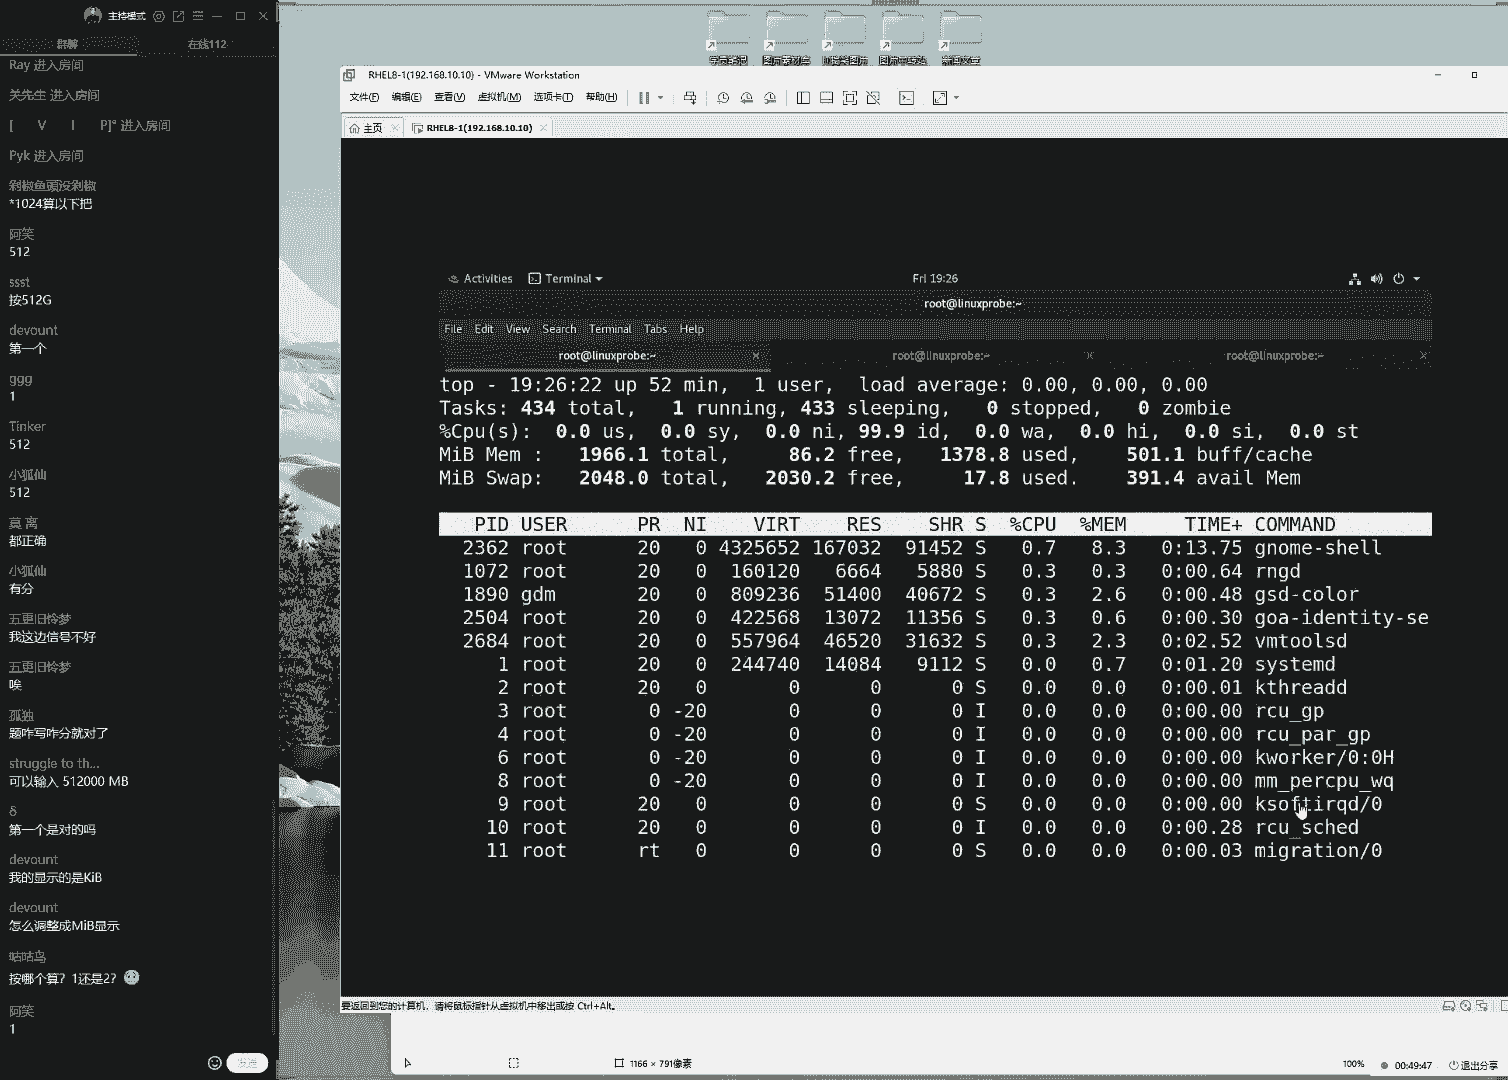 主持模式
群聊
在线112
Ray 进入房间
关先生 进入房间
[ V I P]° 进入房间
Pyk 进入房间
剁椒鱼頭没剁椒
*1024算以下把
阿笑
512
ssst
按512G
devount
第一个
ggg
1
Tinker
512
小狐仙
512
莫 离
都正确
小狐仙
有分
五更旧怜梦
我这边信号不好
五更旧怜梦
唉
孤独
题咋写咋分就对了
struggle to th...
可以输入 512000 MB
δ
第一个是对的吗
devount
我的显示的是KiB
devount
怎么调整成MiB显示
咕咕鸟
按哪个算？1还是2？
阿笑
1
发送
RHEL8-1(192.168.10.10) - VMware Workstation
文件(F) 编辑(E) 查看(V) 虚拟机(M) 选项卡(T) 帮助(H)
主页 RHEL8-1(192.168.10.10)
Activities Terminal Fri 19:26
root@linuxprobe:~
File Edit View Search Terminal Tabs Help
root@linuxprobe:~ root@linuxprobe:~ root@linuxprobe:~
top - 19:26:22 up 52 min, 1 user, load average: 0.00, 0.00, 0.00
Tasks: 434 total, 1 running, 433 sleeping, 0 stopped, 0 zombie
%Cpu(s): 0.0 us, 0.0 sy, 0.0 ni, 99.9 id, 0.0 wa, 0.0 hi, 0.0 si, 0.0 st
MiB Mem : 1966.1 total, 86.2 free, 1378.8 used, 501.1 buff/cache
MiB Swap: 2048.0 total, 2030.2 free, 17.8 used. 391.4 avail Mem
PID USER PR NI VIRT RES SHR S %CPU %MEM TIME+ COMMAND
2362 root 20 0 4325652 167032 91452 S 0.7 8.3 0:13.75 gnome-shell
1072 root 20 0 160120 6664 5880 S 0.3 0.3 0:00.64 rngd
1890 gdm 20 0 809236 51400 40672 S 0.3 2.6 0:00.48 gsd-color
2504 root 20 0 422568 13072 11356 S 0.3 0.6 0:00.30 goa-identity-se
2684 root 20 0 557964 46520 31632 S 0.3 2.3 0:02.52 vmtoolsd
1 root 20 0 244740 14084 9112 S 0.0 0.7 0:01.20 systemd
2 root 20 0 0 0 0 S 0.0 0.0 0:00.01 kthreadd
3 root 0 -20 0 0 0 I 0.0 0.0 0:00.00 rcu_gp
4 root 0 -20 0 0 0 I 0.0 0.0 0:00.00 rcu_par_gp
6 root 0 -20 0 0 0 I 0.0 0.0 0:00.00 kworker/0:0H
8 root 0 -20 0 0 0 I 0.0 0.0 0:00.00 mm_percpu_wq
9 root 20 0 0 0 0 S 0.0 0.0 0:00.00 ksoftirqd/0
10 root 20 0 0 0 0 I 0.0 0.0 0:00.28 rcu_sched
11 root rt 0 0 0 0 S 0.0 0.0 0:00.03 migration/0
要返回到您的计算机，请将鼠标指针从虚拟机中移出或按 Ctrl+Alt。
1166 × 791像素
100%
00:49:47
退出分享